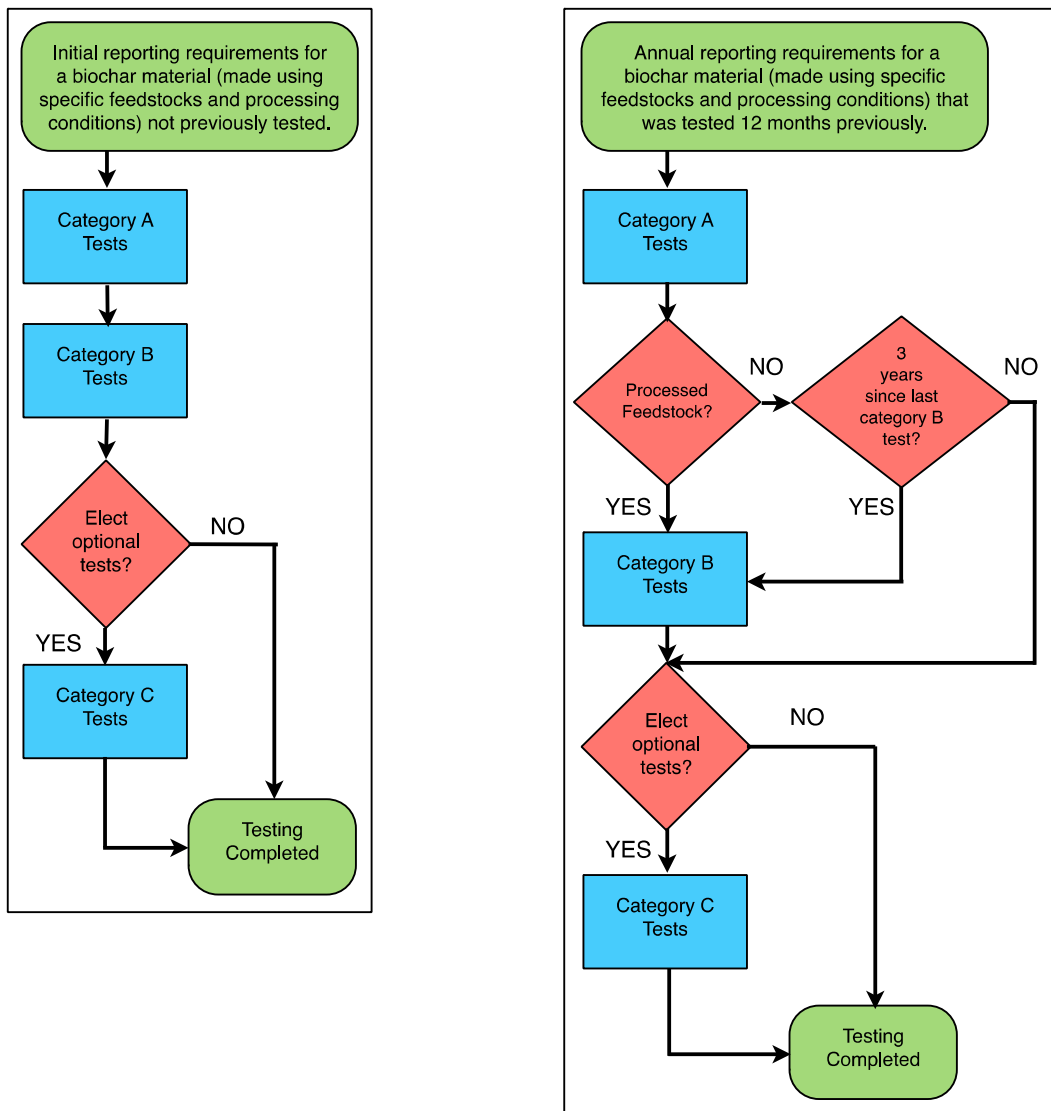 Initial reporting requirements for
a biochar material (made using
specific feedstocks and processing
conditions) not previously tested.
Category A
Tests
Category B
Tests
Elect
optional
tests?
NO
YES
Category C
Tests
Testing
Completed
Annual reporting requirements for a
biochar material (made using specific
feedstocks and processing conditions) that
was tested 12 months previously.
Category A
Tests
Processed
Feedstock?
NO
3
years
since last
category B
test?
NO
YES
YES
Category B
Tests
Elect
optional
tests?
NO
YES
Category C
Tests
Testing
Completed